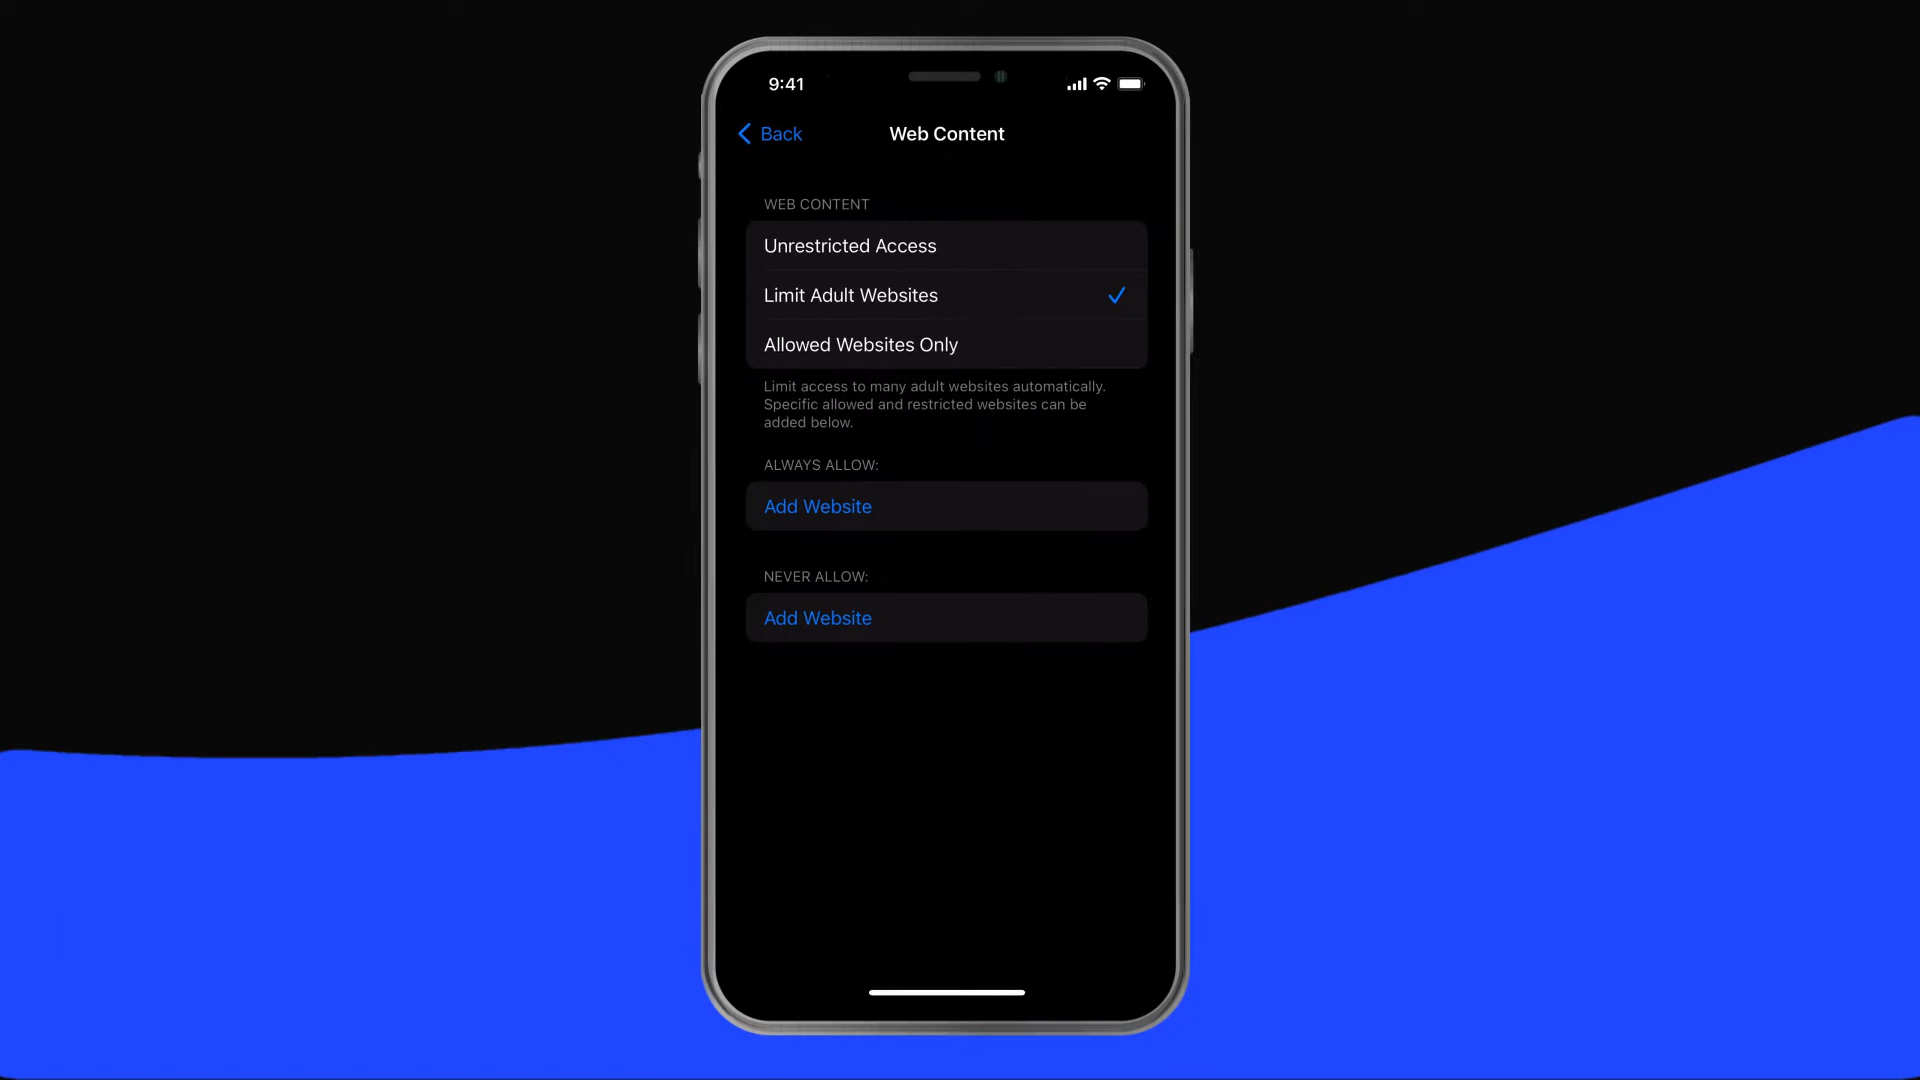 9:41
Back
Web Content
WEB CONTENT
Unrestricted Access
Limit Adult Websites
Allowed Websites Only
Limit access to many adult websites automatically.
Specific allowed and restricted websites can be
added below.
ALWAYS ALLOW:
Add Website
NEVER ALLOW:
Add Website